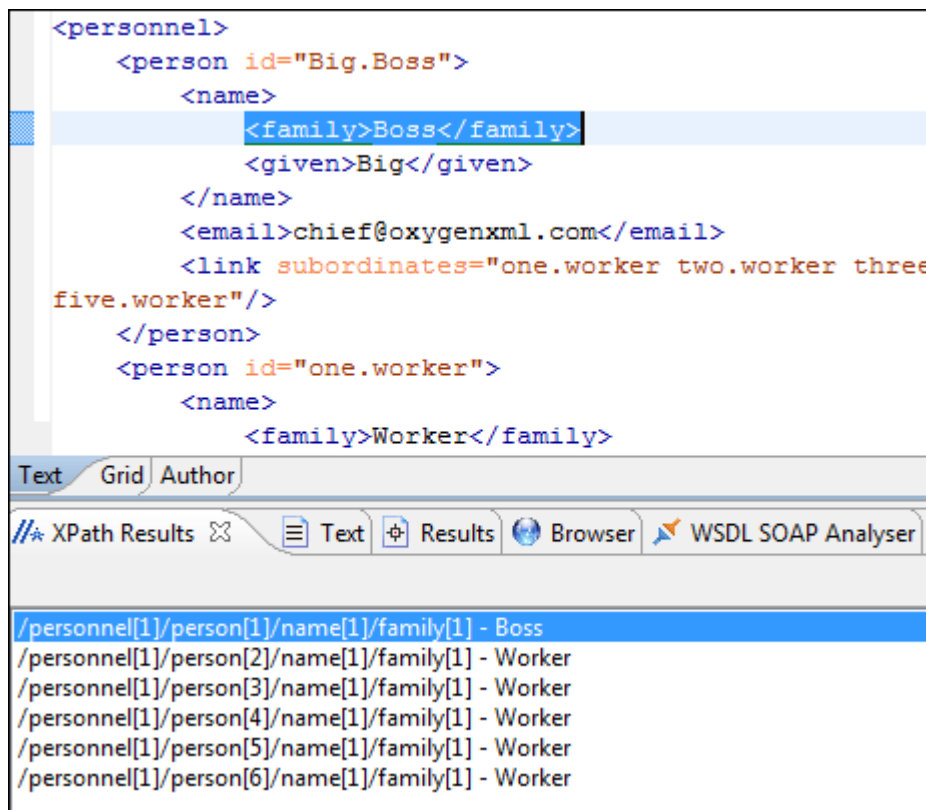 <personnel>
<person id="Big.Boss">
<name>
<family>Boss</family>
<given>Big</given>
</name>
<email>chief@oxygenxml.com</email>
<link subordinates="one.worker two.worker three
five.worker"/>
</person>
<person id="one.worker">
<name>
<family>Worker</family>
Text Grid Author
XPath Results Text Results Browser WSDL SOAP Analyser
/personnel[1]/person[1]/name[1]/family[1] - Boss
/personnel[1]/person[2]/name[1]/family[1] - Worker
/personnel[1]/person[3]/name[1]/family[1] - Worker
/personnel[1]/person[4]/name[1]/family[1] - Worker
/personnel[1]/person[5]/name[1]/family[1] - Worker
/personnel[1]/person[6]/name[1]/family[1] - Worker